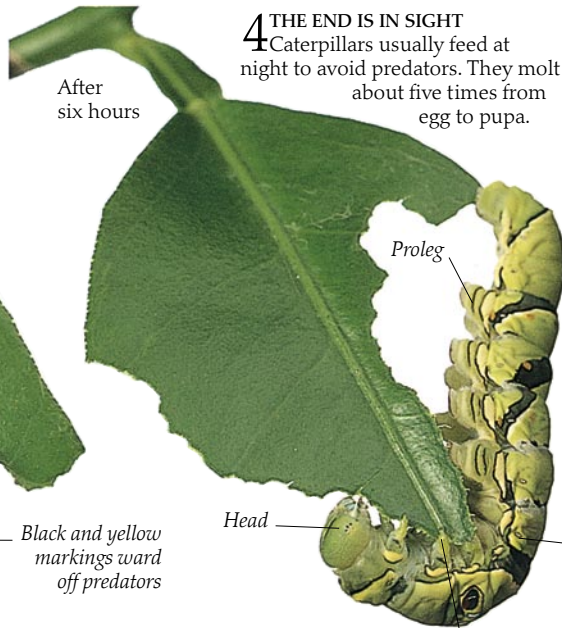 4 THE END IS IN SIGHT
Caterpillars usually feed at
night to avoid predators. They molt
about five times from
egg to pupa.
After
six hours
Proleg
Head
Black and yellow
markings ward
off predators